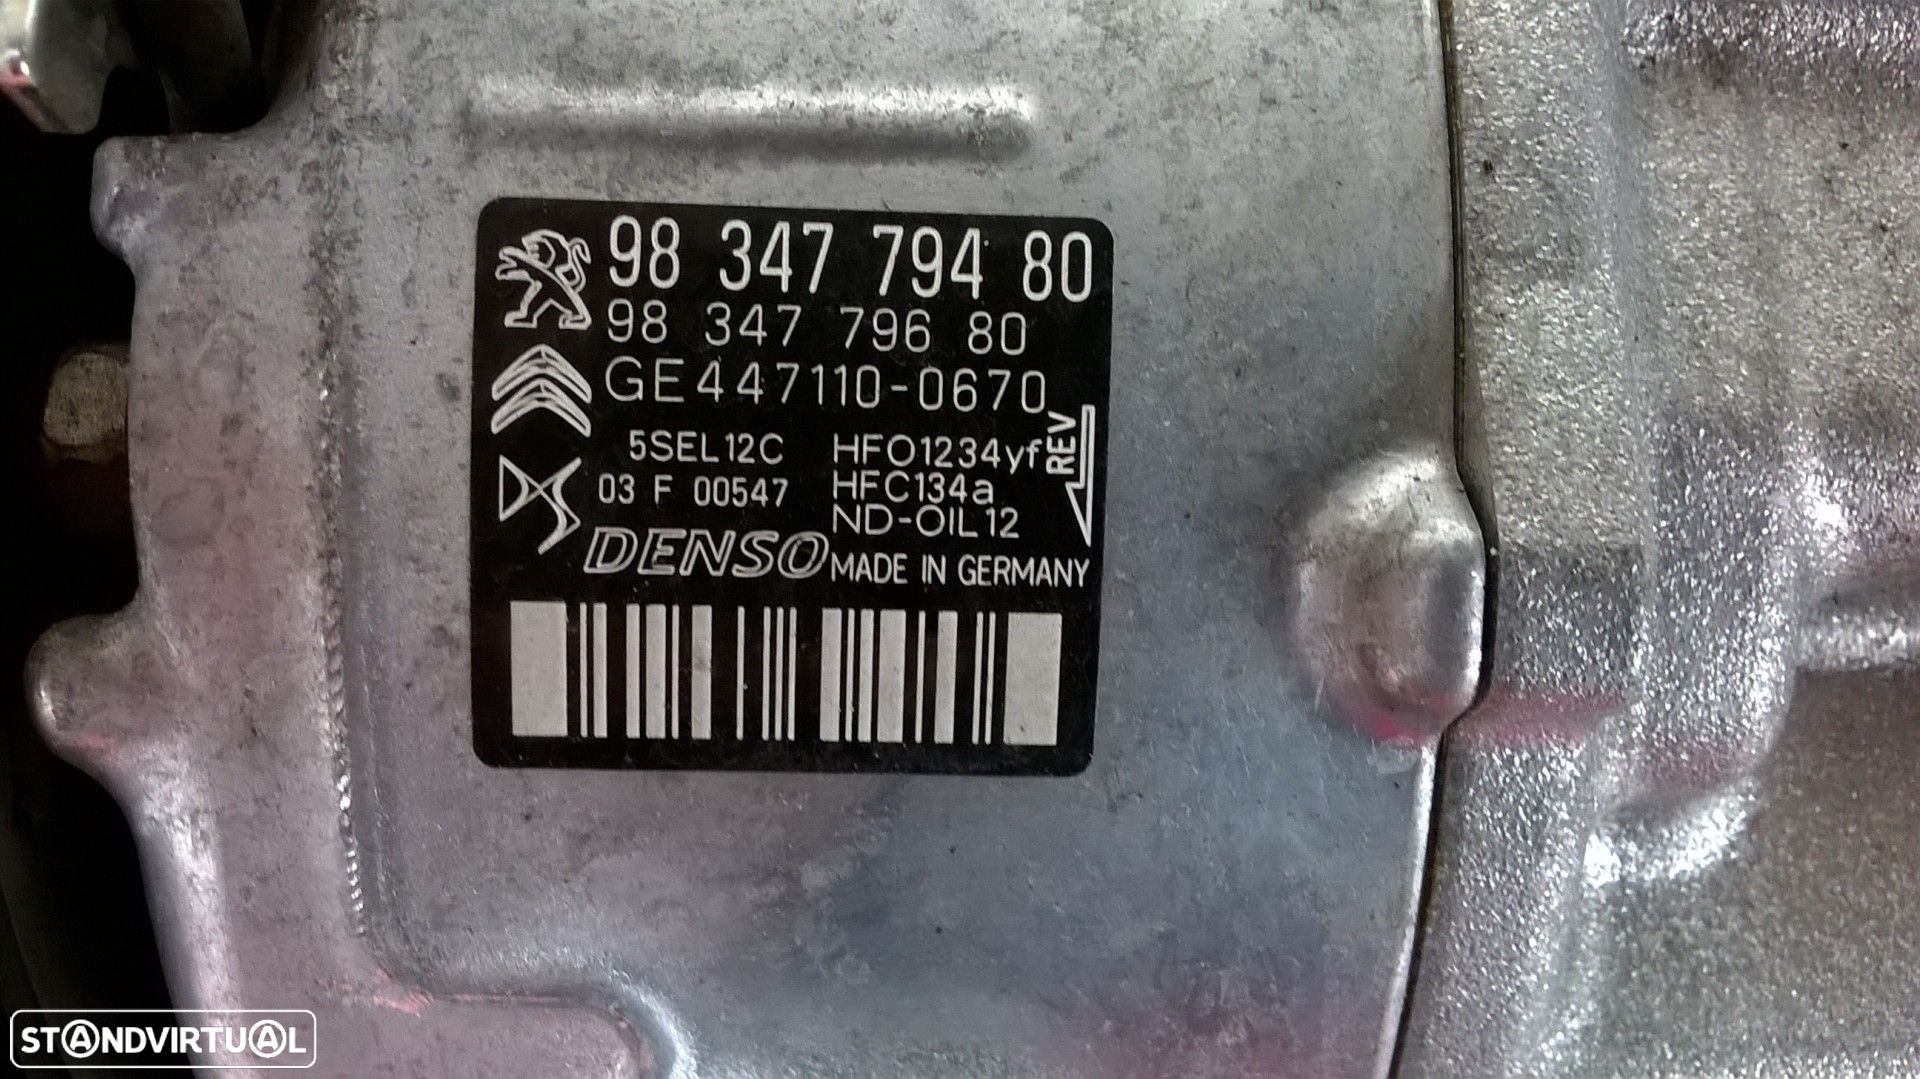 98 347 794 80
98 347 796 80
GE447110-0670
5SEL12C HFO1234yf REV
03 F 00547 HFC134a
ND-OIL12
DENSO MADE IN GERMANY
STANDVIRTUAL